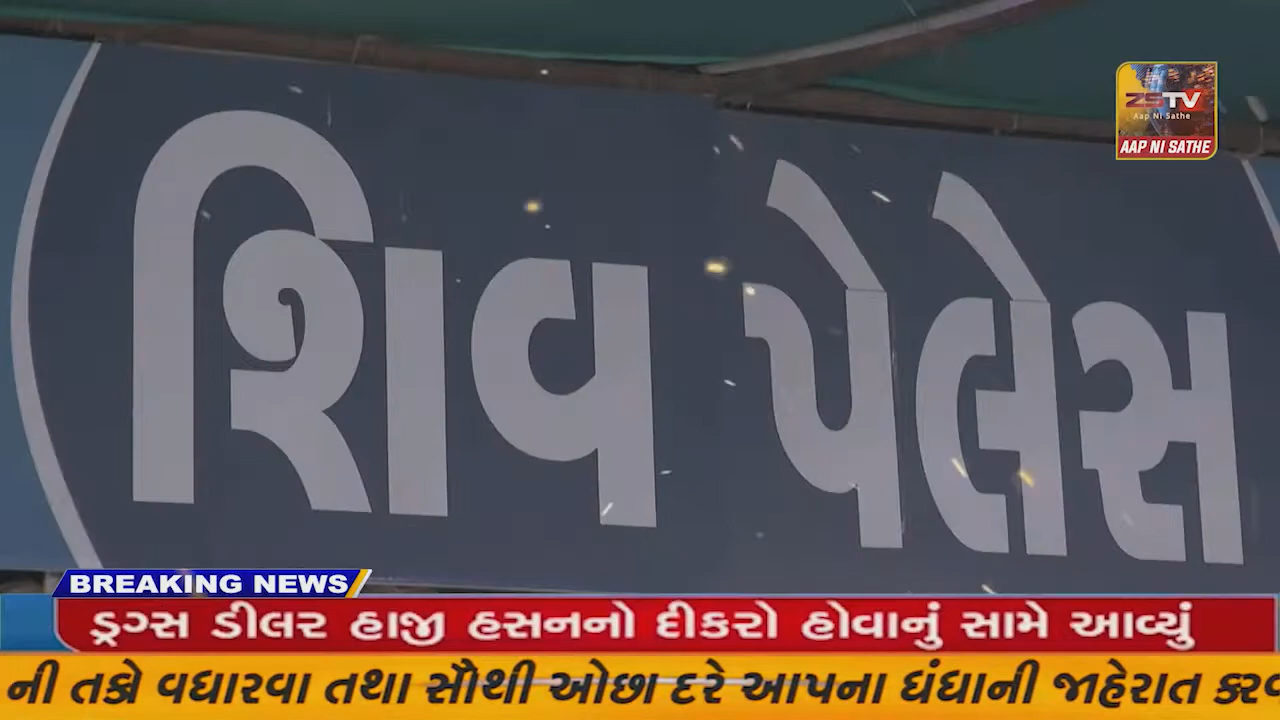 શિવ પેલેસ
ZSTV
Aap Ni Sathe
AAP NI SATHE
BREAKING NEWS
ડ્રગ્સ ડીલર હાજી હસનનો દીકરો હોવાનું સામે આવ્યું
ની તકો વધારવા તથા સૌથી ઓછા દરે આપના ધંધાની જાહેરાત